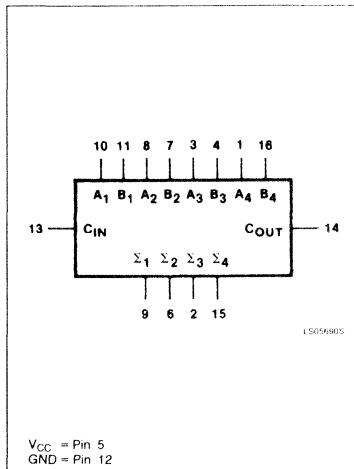 10 11 8 7 3 4 1 16
A1 B1 A2 B2 A3 B3 A4 B4
13 CIN COUT 14
Σ1 Σ2 Σ3 Σ4
9 6 2 15
LS05690S
VCC = Pin 5
GND = Pin 12